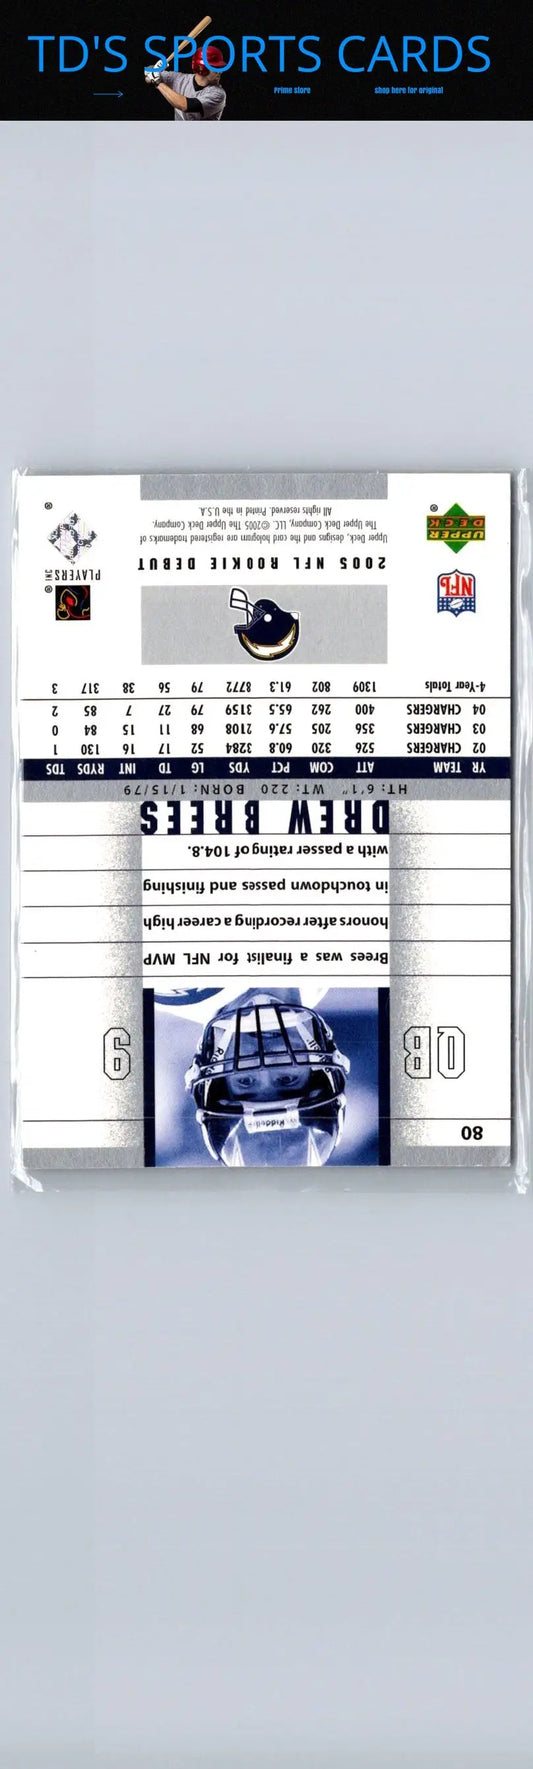 TD'S SPORTS CARDS
Prime store
shop here for original
80
Riddell
QB
9
Brees was a finalist for NFL MVP
honors after recording a career high
in touchdown passes and finishing
with a passer rating of 104.8.
DREW BREES
HT: 6'1" WT: 220 BORN: 1/15/79
YR TEAM ATT COM PCT YDS LG TD INT RYDS TDS
02 CHARGERS 526 320 60.8 3284 52 17 16 130 1
03 CHARGERS 356 205 57.6 2108 68 11 15 84 0
04 CHARGERS 400 262 65.5 3159 79 27 7 85 2
4-Year Totals 1309 802 61.3 8772 79 56 38 317 3
NFL
PLAYERS INC ®
2005 NFL ROOKIE DEBUT
UPPER DECK ®
Upper Deck, designs and the card hologram are registered trademarks of
The Upper Deck Company, LLC. ©2005 The Upper Deck Company.
All rights reserved. Printed in the U.S.A.
®